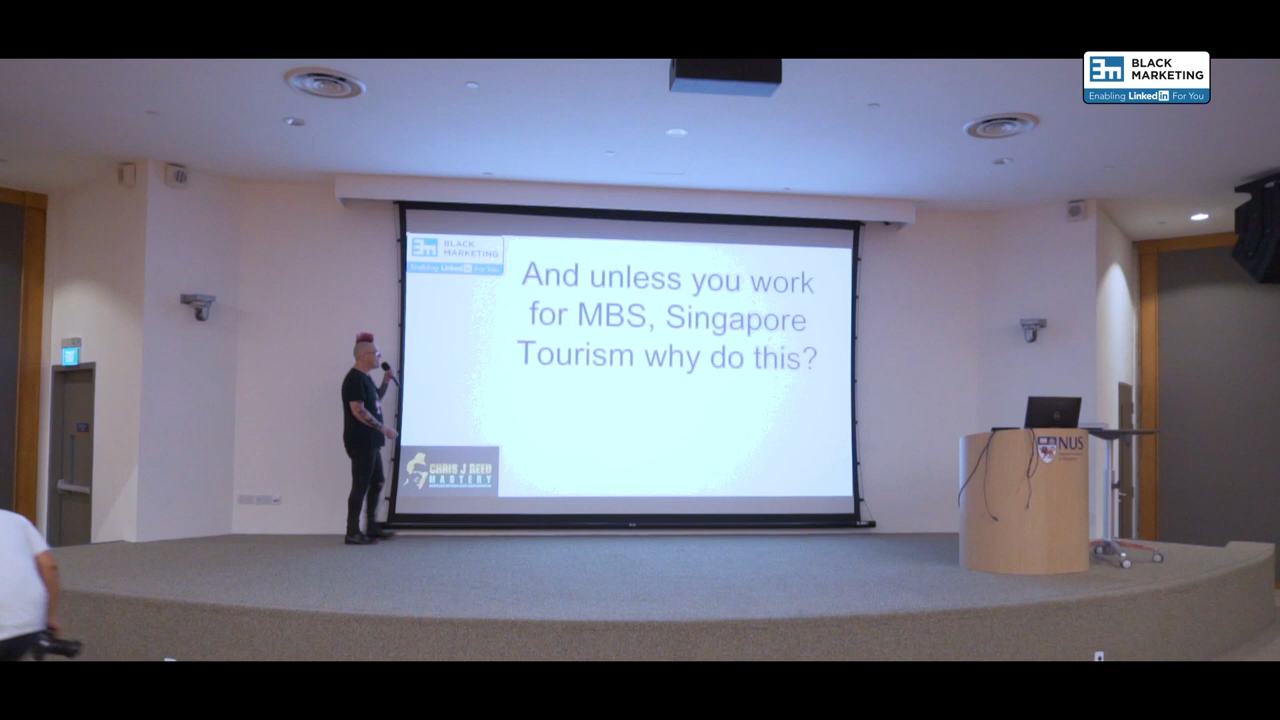 BLACK
MARKETING
Enabling Linked in For You
BLACK
MARKETING
Enabling Linked in For You
And unless you work
for MBS, Singapore
Tourism why do this?
CHRIS J REED
MASTERY
NUS